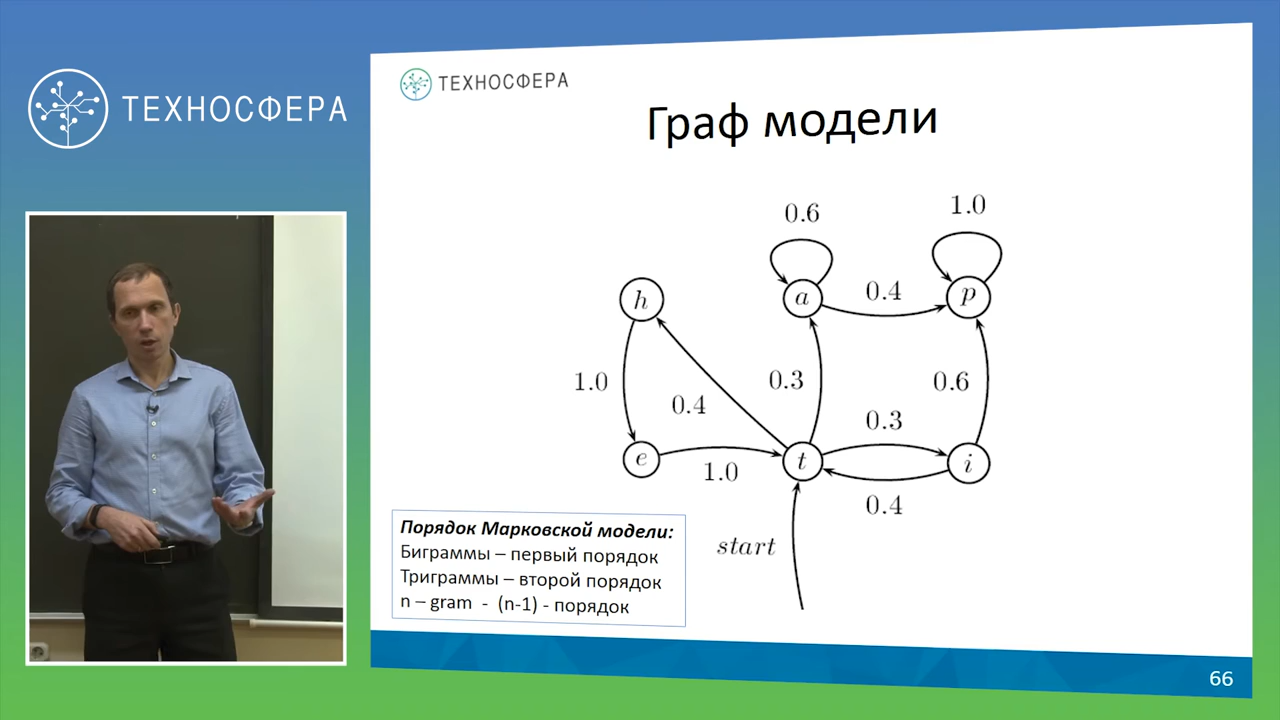 ТЕХНОСФЕРА
ТЕХНОСФЕРА
Граф модели
0.6
1.0
h
a
0.4
p
1.0
0.4
0.3
0.6
0.3
e
1.0
t
i
0.4
start
Порядок Марковской модели:
Биграммы – первый порядок
Триграммы – второй порядок
n – gram - (n-1) - порядок
66